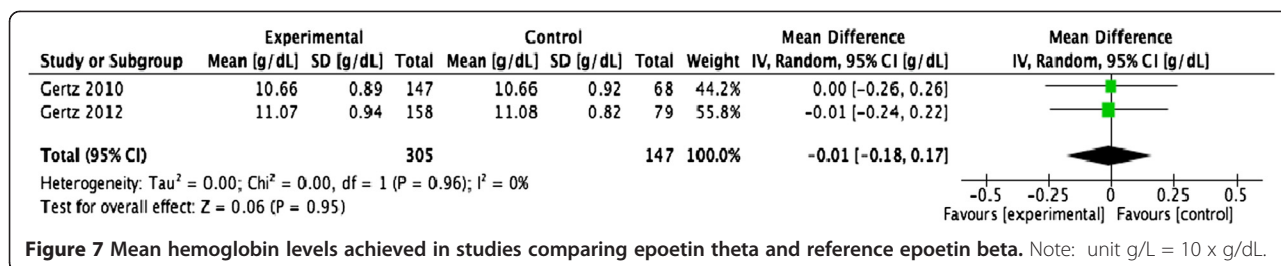 Experimental Control Mean Difference Mean Difference
Study or Subgroup Mean [g/dL] SD [g/dL] Total Mean [g/dL] SD [g/dL] Total Weight IV, Random, 95% CI [g/dL] IV, Random, 95% CI [g/dL]
Gertz 2010 10.66 0.89 147 10.66 0.92 68 44.2% 0.00 [-0.26, 0.26]
Gertz 2012 11.07 0.94 158 11.08 0.82 79 55.8% -0.01 [-0.24, 0.22]
Total (95% CI) 305 147 100.0% -0.01 [-0.18, 0.17]
Heterogeneity: Tau² = 0.00; Chi² = 0.00, df = 1 (P = 0.96); I² = 0%
Test for overall effect: Z = 0.06 (P = 0.95)
-0.5 -0.25 0 0.25 0.5
Favours [experimental] Favours [control]
Figure 7 Mean hemoglobin levels achieved in studies comparing epoetin theta and reference epoetin beta. Note: unit g/L = 10 x g/dL.